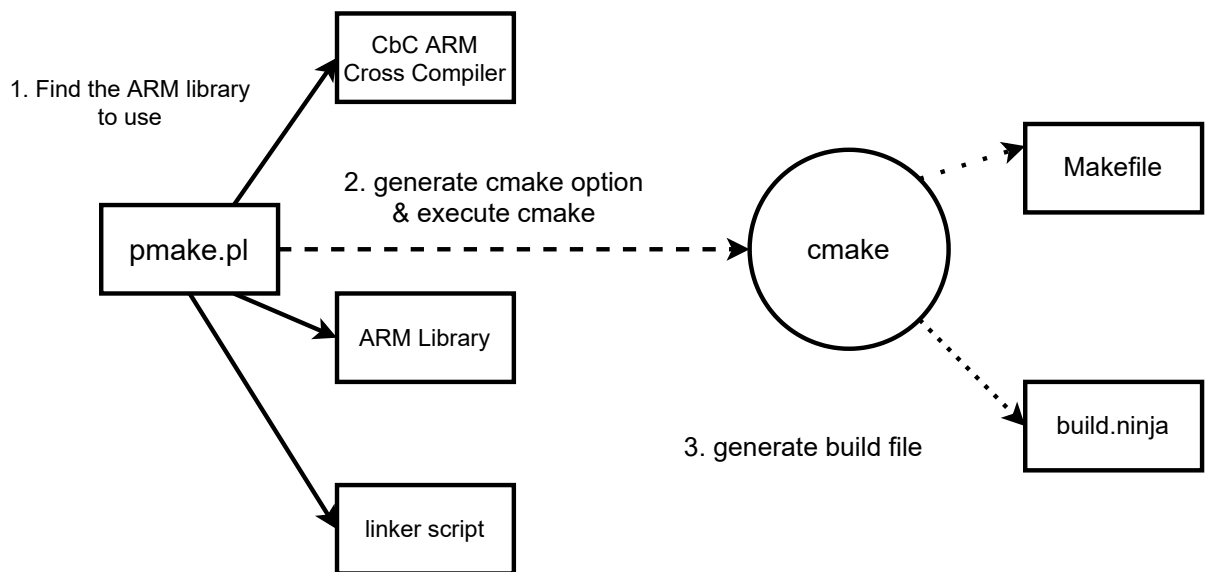 CbC ARM
Cross Compiler
1. Find the ARM library
to use
2. generate cmake option
& execute cmake
pmake.pl
cmake
Makefile
ARM Library
3. generate build file
build.ninja
linker script